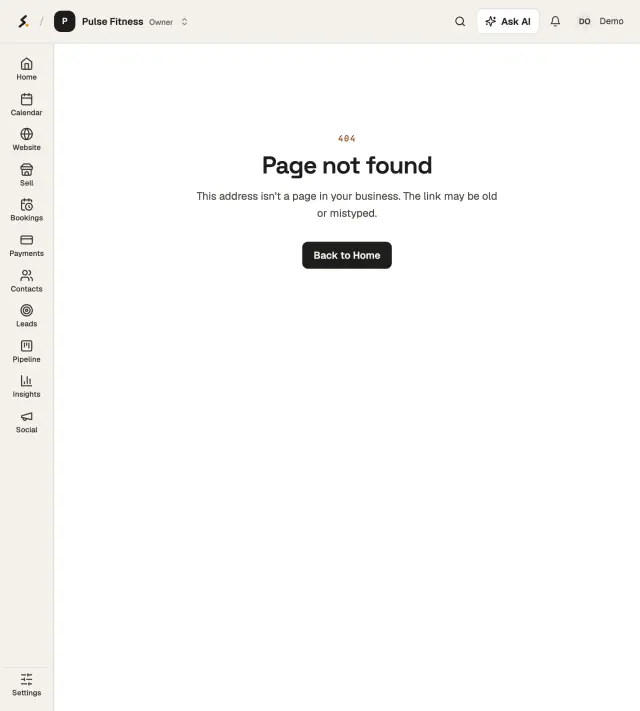 /
P Pulse Fitness Owner
Ask AI
DO Demo
Home
Calendar
Website
Sell
Bookings
Payments
Contacts
Leads
Pipeline
Insights
Social
Settings
404
Page not found
This address isn't a page in your business. The link may be old
or mistyped.
Back to Home